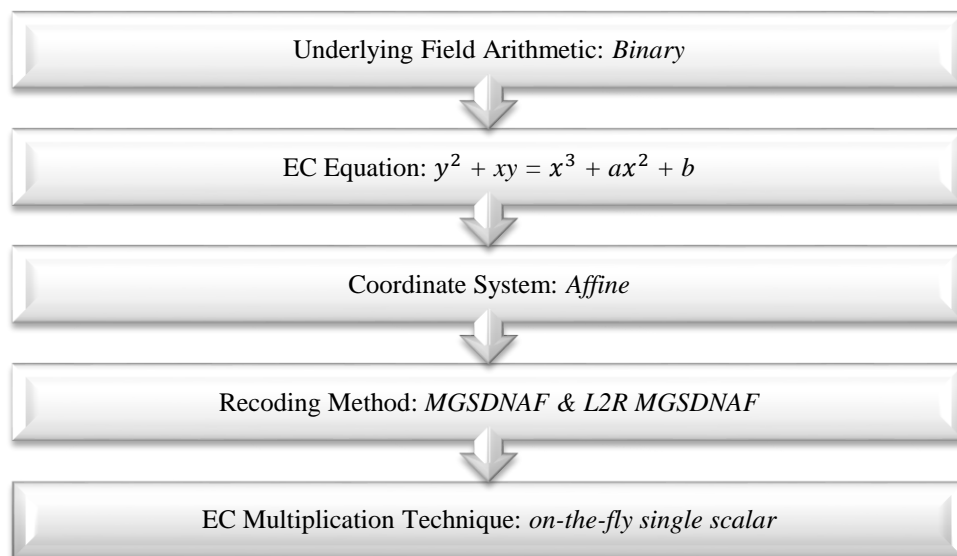 Underlying Field Arithmetic: Binary
EC Equation: y² + xy = x³ + ax² + b
Coordinate System: Affine
Recoding Method: MGSDNAF & L2R MGSDNAF
EC Multiplication Technique: on-the-fly single scalar